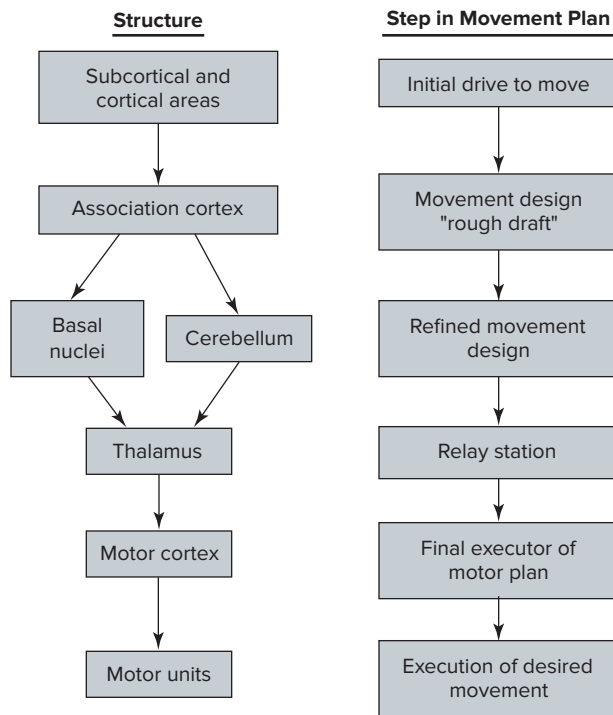 Structure
Subcortical and
cortical areas
Association cortex
Basal
nuclei
Cerebellum
Thalamus
Motor cortex
Motor units
Step in Movement Plan
Initial drive to move
Movement design
"rough draft"
Refined movement
design
Relay station
Final executor of
motor plan
Execution of desired
movement